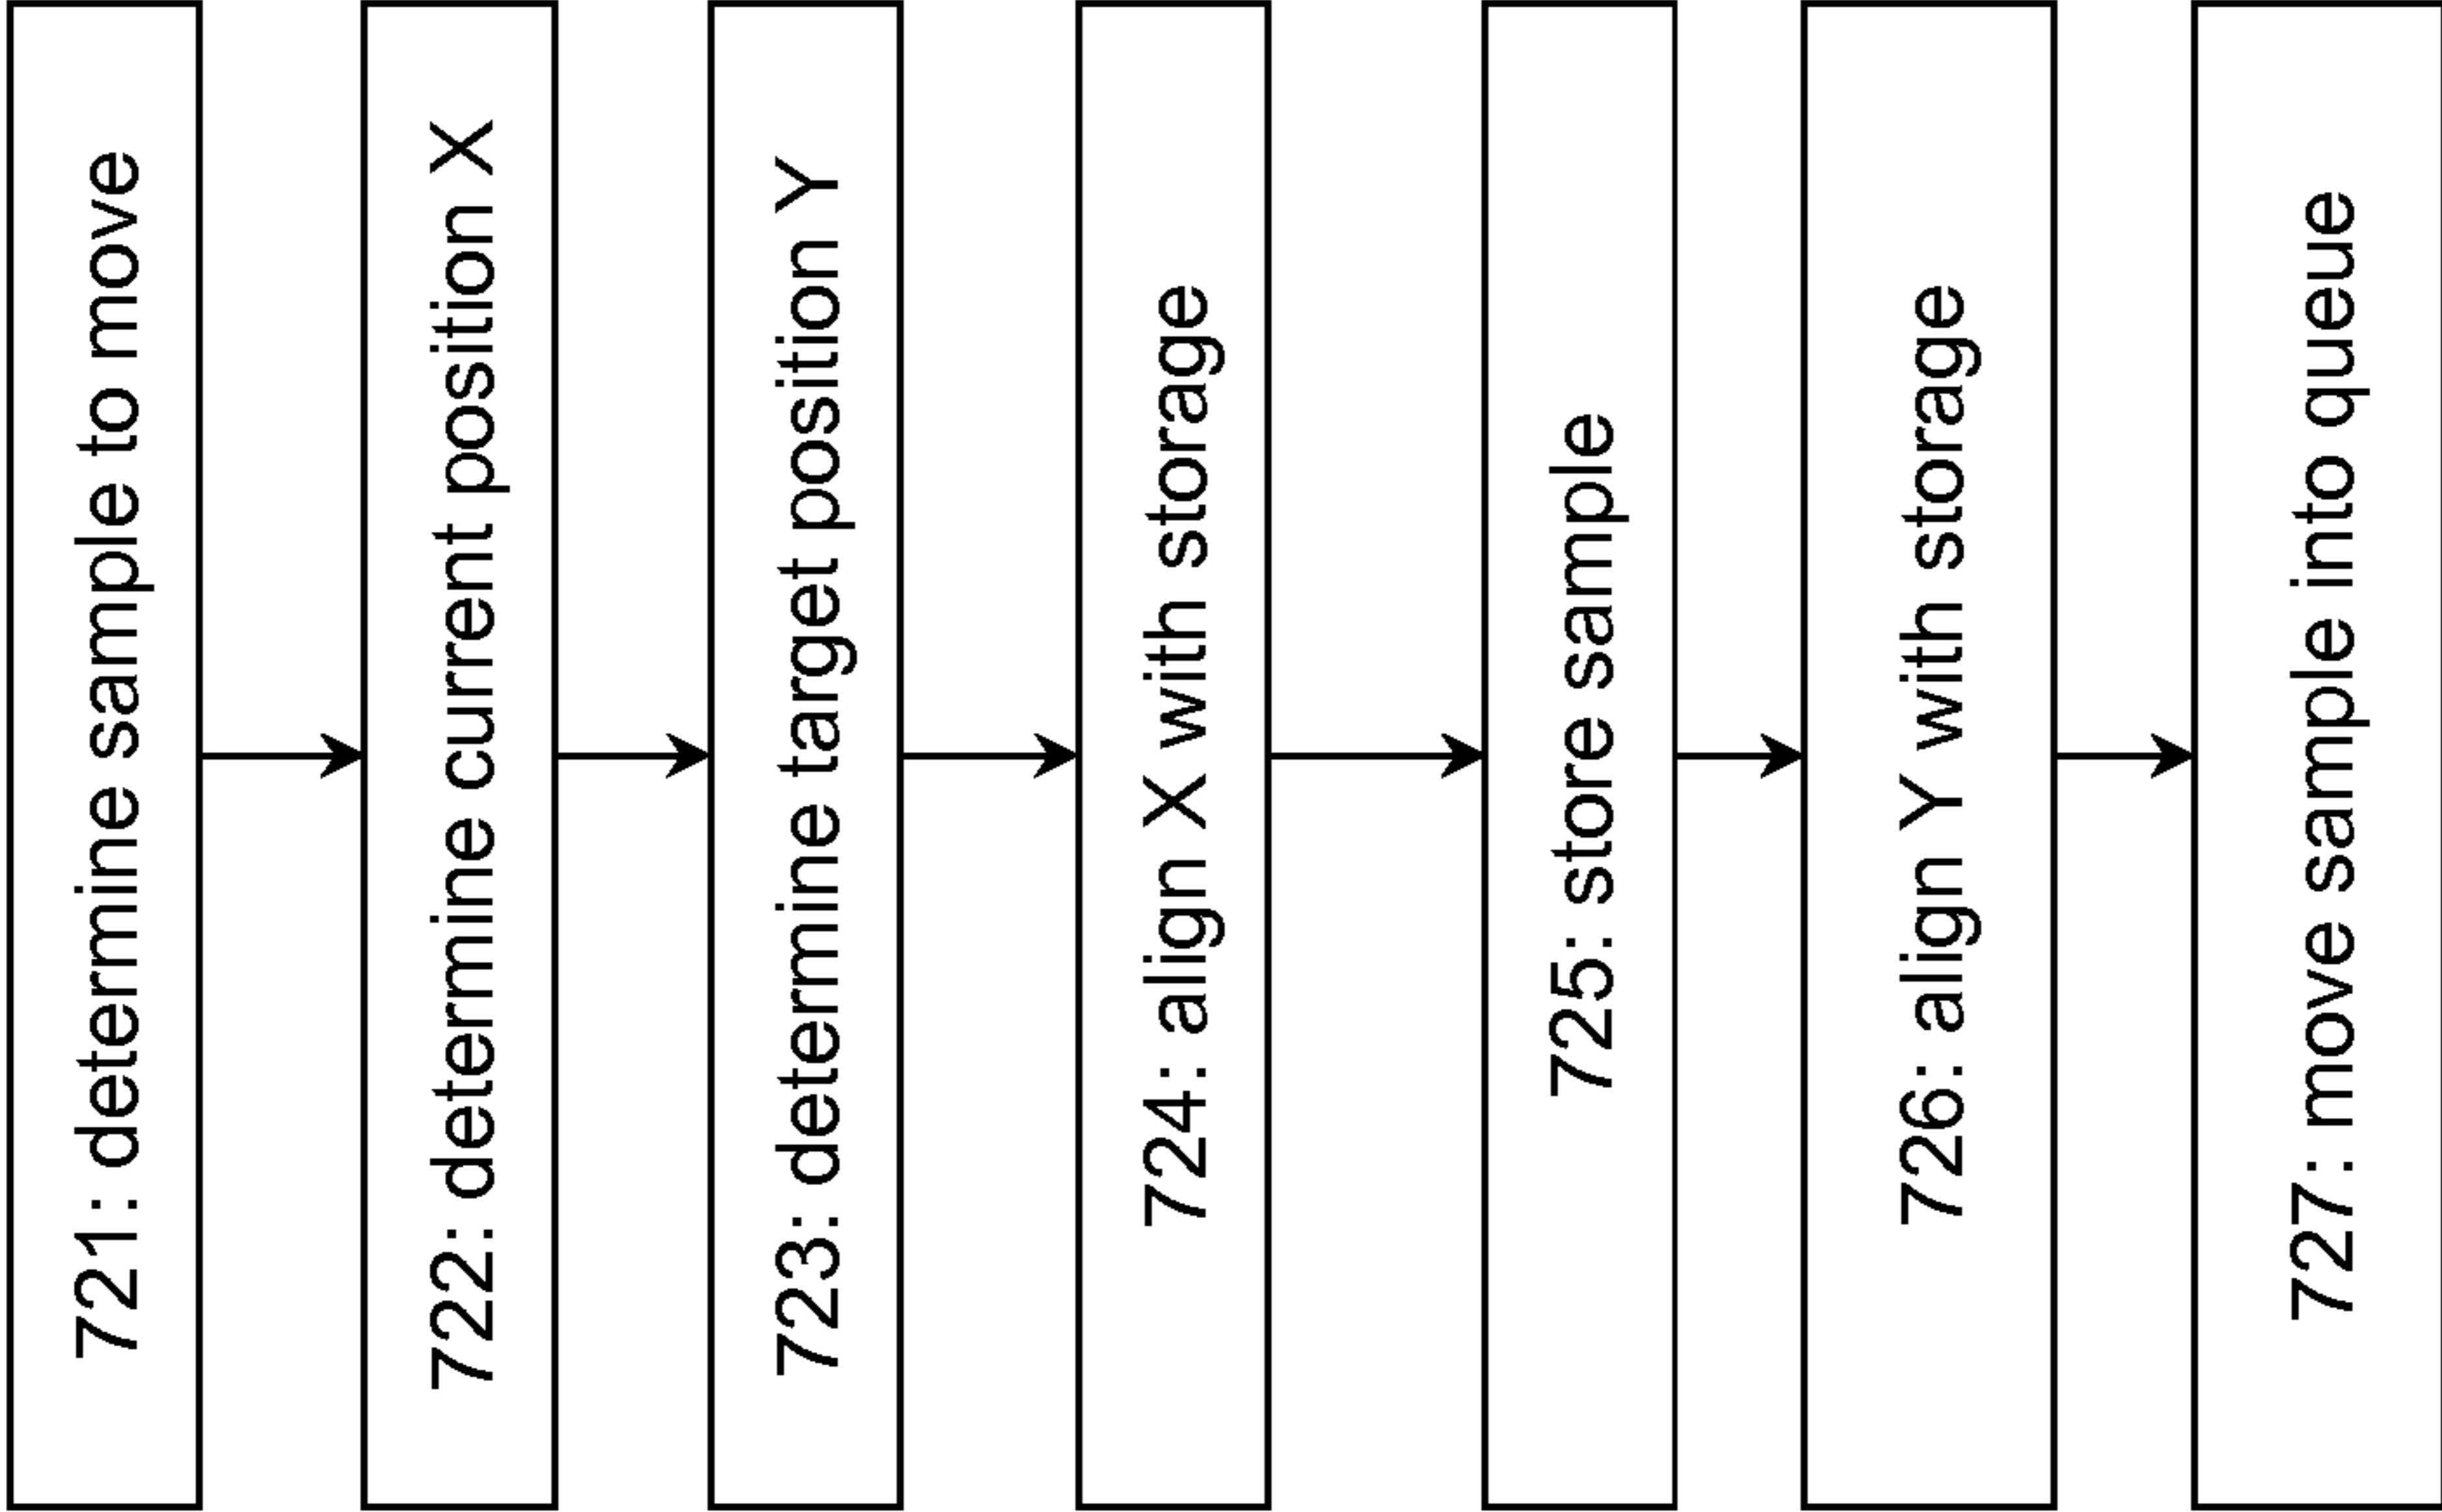 721: determine sample to move
722: determine current position X
723: determine target position Y
724: align X with storage
725: store sample
726: align Y with storage
727: move sample into queue